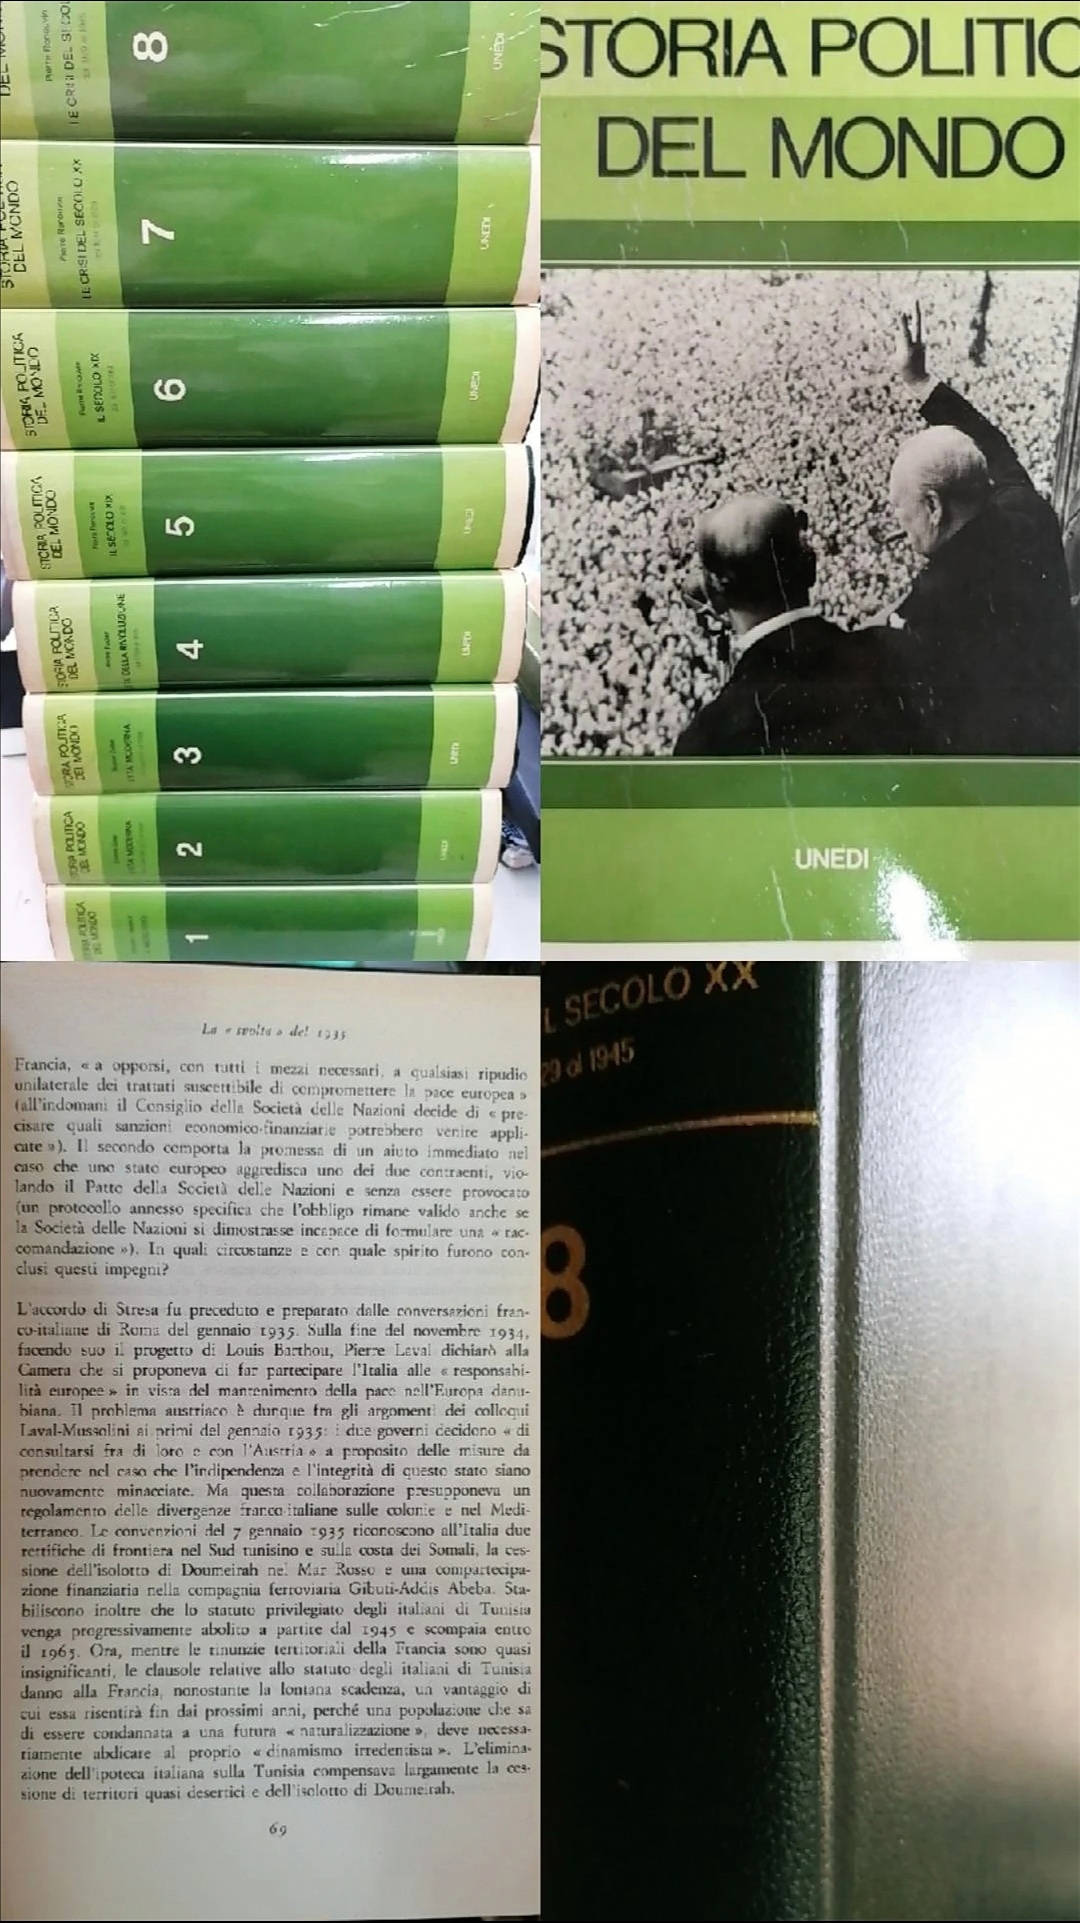 DEL MONDO
Pierre Renouvin
LE CRISI DEL SECOLO
8
UNEDI
STORIA POLITICA
DEL MONDO
Pierre Renouvin
LE CRISI DEL SECOLO XX
7
UNEDI
STORIA POLITICA
DEL MONDO
Pierre Renouvin
IL SECOLO XIX
6
UNEDI
STORIA POLITICA
DEL MONDO
Pierre Renouvin
IL SECOLO XIX
5
UNEDI
STORIA POLITICA
DEL MONDO
DELLA RIVOLUZIONE
4
UNEDI
STORIA POLITICA
DEL MONDO
MODERNA
3
UNEDI
STORIA POLITICA
DEL MONDO
MODERNA
2
UNEDI
POLITICA
DEL MONDO
1
STORIA POLITIC
DEL MONDO
UNEDI
La « svolta » del 1935
Francia, « a opporsi, con tutti i mezzi necessari, a qualsiasi ripudio
unilaterale dei trattati suscettibile di compromettere la pace europea »
(all'indomani il Consiglio della Società delle Nazioni decide di « pre-
cisare quali sanzioni economico-finanziarie potrebbero venire appli-
cate »). Il secondo comporta la promessa di un aiuto immediato nel
caso che uno stato europeo aggredisca uno dei due contraenti, vio-
lando il Patto della Società delle Nazioni e senza essere provocato
(un protocollo annesso specifica che l'obbligo rimane valido anche se
la Società delle Nazioni si dimostrasse incapace di formulare una « rac-
comandazione »). In quali circostanze e con quale spirito furono con-
clusi questi impegni?
L'accordo di Stresa fu preceduto e preparato dalle conversazioni fran-
co-italiane di Roma del gennaio 1935. Sulla fine del novembre 1934,
facendo suo il progetto di Louis Barthou, Pierre Laval dichiarò alla
Camera che si proponeva di far partecipare l'Italia alle « responsabi-
lità europee » in vista del mantenimento della pace nell'Europa danu-
biana. Il problema austriaco è dunque fra gli argomenti dei colloqui
Laval-Mussolini ai primi del gennaio 1935: i due governi decidono « di
consultarsi fra di loro e con l'Austria » a proposito delle misure da
prendere nel caso che l'indipendenza e l'integrità di questo stato siano
nuovamente minacciate. Ma questa collaborazione presupponeva un
regolamento delle divergenze franco-italiane sulle colonie e nel Medi-
terraneo. Le convenzioni del 7 gennaio 1935 riconoscono all'Italia due
rettifiche di frontiera nel Sud tunisino e sulla costa dei Somali, la ces-
sione dell'isolotto di Doumeirah nel Mar Rosso e una compartecipa-
zione finanziaria nella compagnia ferroviaria Gibuti-Addis Abeba. Sta-
biliscono inoltre che lo statuto privilegiato degli italiani di Tunisia
venga progressivamente abolito a partire dal 1945 e scompaia entro
il 1965. Ora, mentre le rinunzie territoriali della Francia sono quasi
insignificanti, le clausole relative allo statuto degli italiani di Tunisia
danno alla Francia, nonostante la lontana scadenza, un vantaggio di
cui essa risentirà fin dai prossimi anni, perché una popolazione che sa
di essere condannata a una futura « naturalizzazione », deve necessa-
riamente abdicare al proprio « dinamismo irredentista ». L'elimina-
zione dell'ipoteca italiana sulla Tunisia compensava largamente la ces-
sione di territori quasi desertici e dell'isolotto di Doumeirah.
69
L SECOLO XX
29 al 1945
8